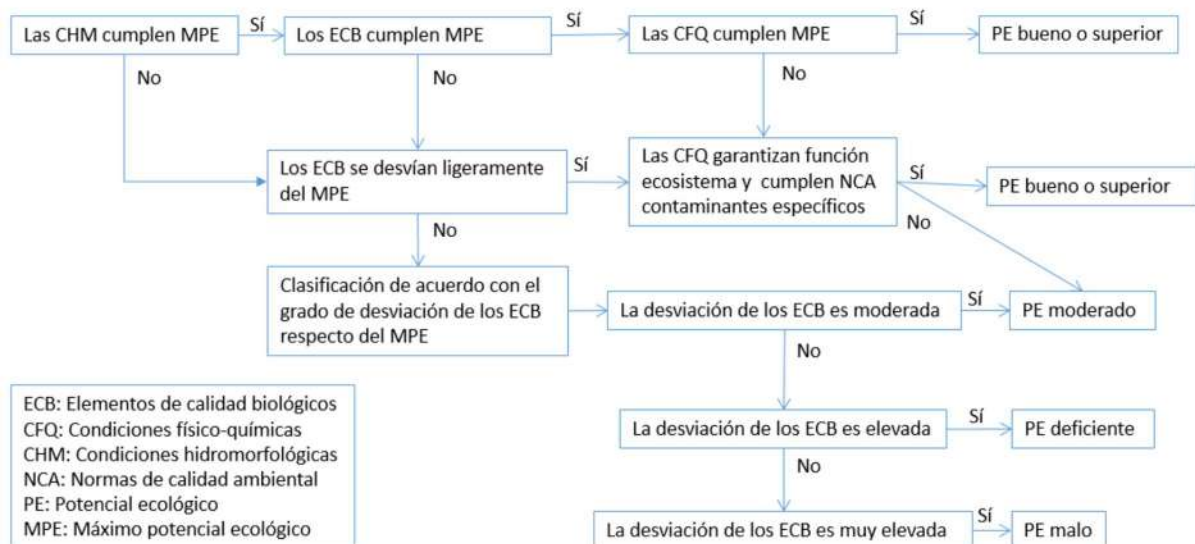 Las CHM cumplen MPE
Sí
Los ECB cumplen MPE
Sí
Las CFQ cumplen MPE
Sí
PE bueno o superior
No
No
No
Los ECB se desvían ligeramente
del MPE
Sí
Las CFQ garantizan función
ecosistema y cumplen NCA
contaminantes específicos
Sí
PE bueno o superior
No
No
Clasificación de acuerdo con el
grado de desviación de los ECB
respecto del MPE
La desviación de los ECB es moderada
Sí
PE moderado
No
La desviación de los ECB es elevada
Sí
PE deficiente
No
La desviación de los ECB es muy elevada
Sí
PE malo
ECB: Elementos de calidad biológicos
CFQ: Condiciones físico-químicas
CHM: Condiciones hidromorfológicas
NCA: Normas de calidad ambiental
PE: Potencial ecológico
MPE: Máximo potencial ecológico